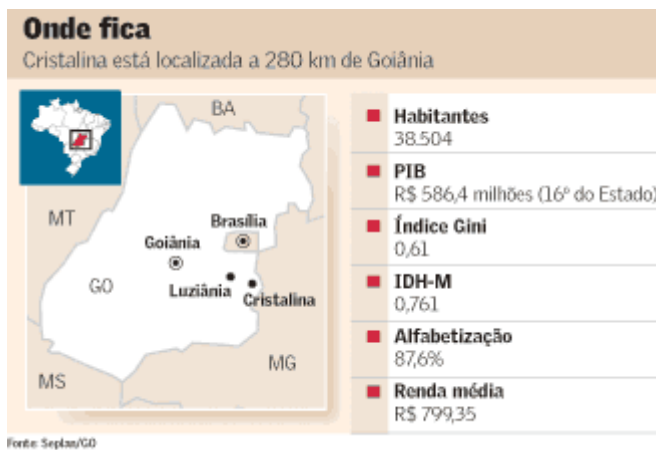 Onde fica
Cristalina está localizada a 280 km de Goiânia
BA
MT
Brasília
Goiânia
GO
Luziânia
Cristalina
MG
MS
Habitantes
38.504
PIB
R$ 586,4 milhões (16º do Estado)
Índice Gini
0,61
IDH-M
0,761
Alfabetização
87,6%
Renda média
R$ 799,35
Fonte: Seplan/GO